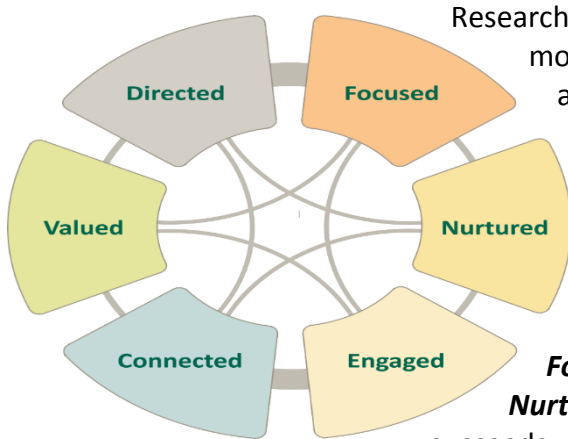 Research
mo
a
Directed Focused
Valued Nurtured
Connected Engaged
Fo
Nurt